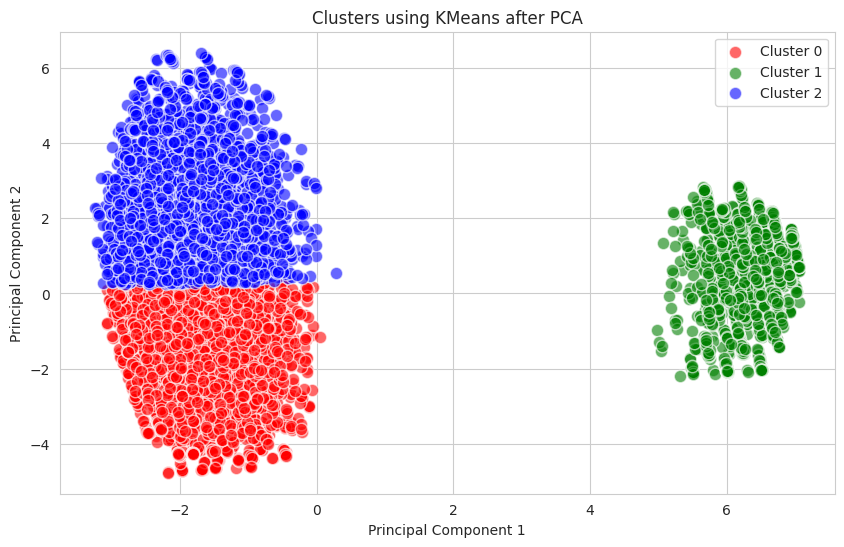 Clusters using KMeans after PCA
Cluster 0
Cluster 1
Cluster 2
6
4
2
0
−2
−4
Principal Component 2
−2
0
2
4
6
Principal Component 1